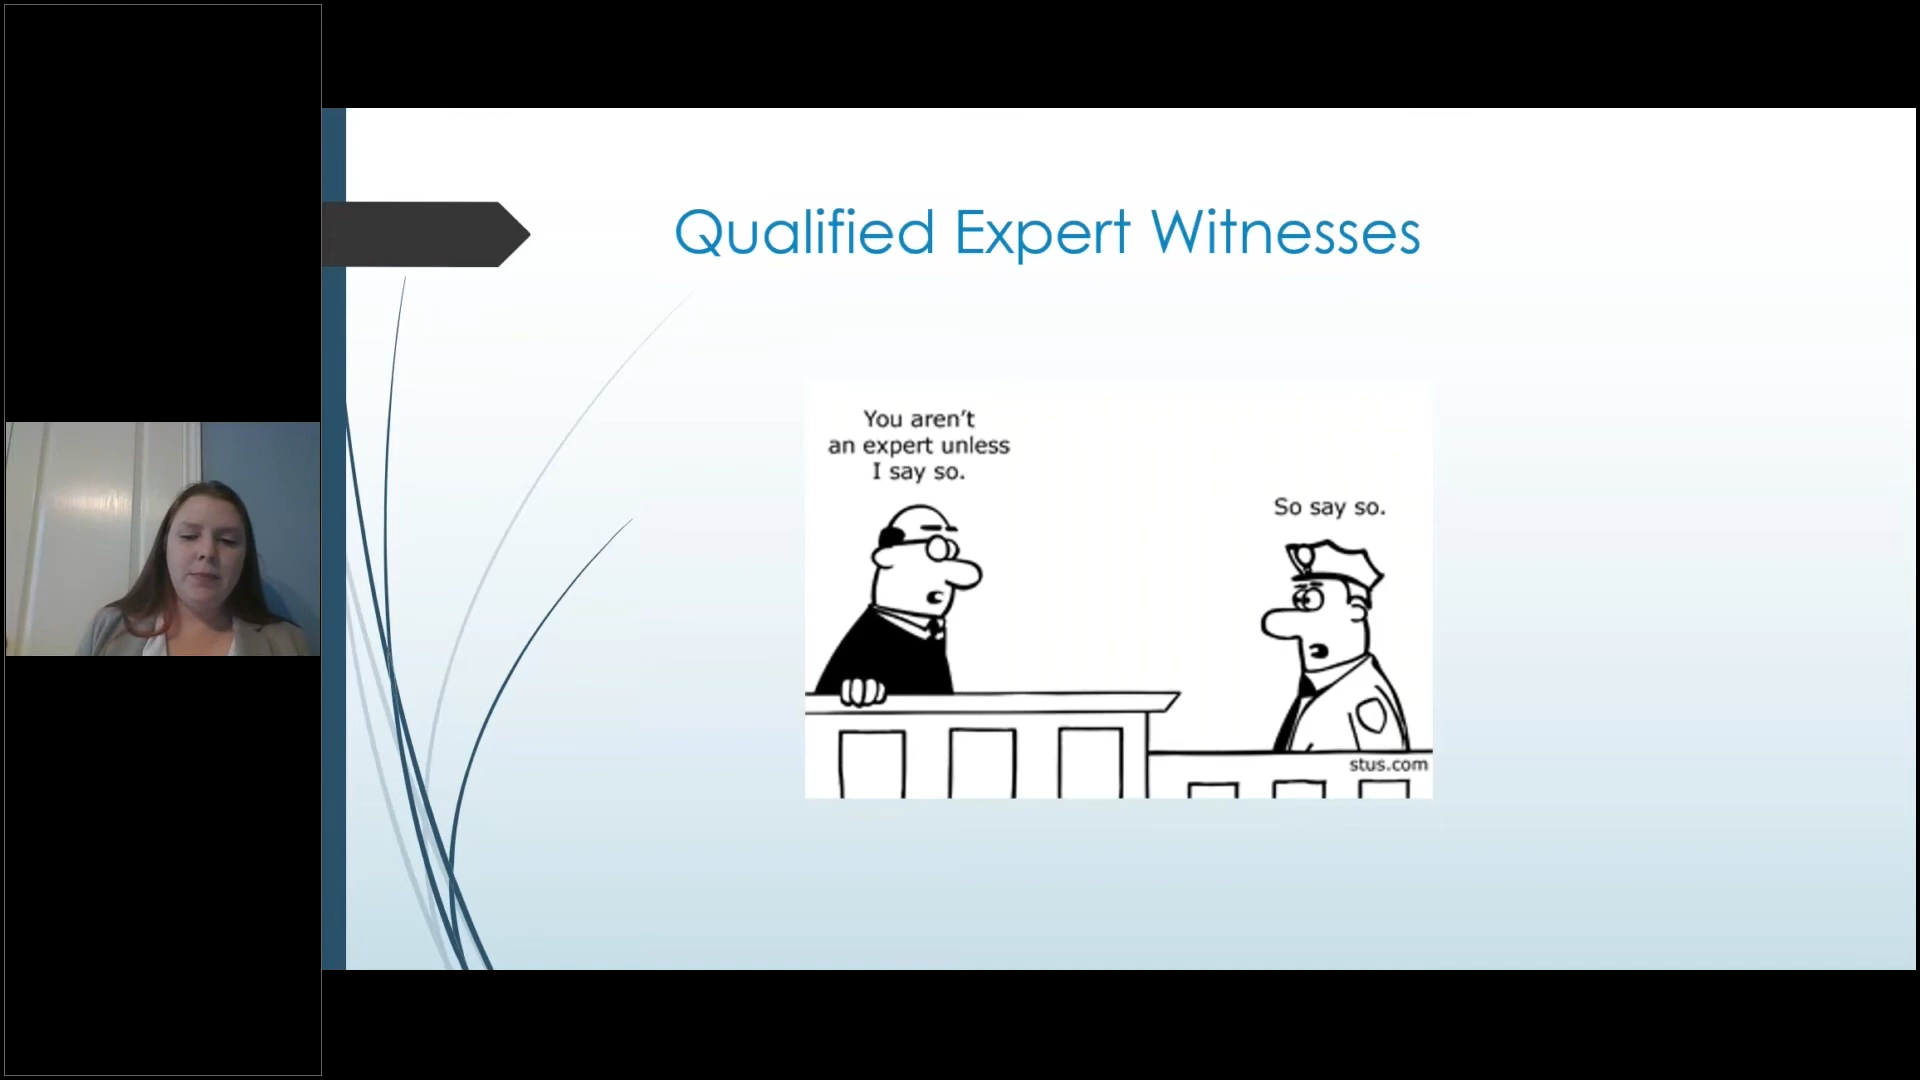 Qualified Expert Witnesses
You aren't
an expert unless
I say so.
So say so.
stus.com